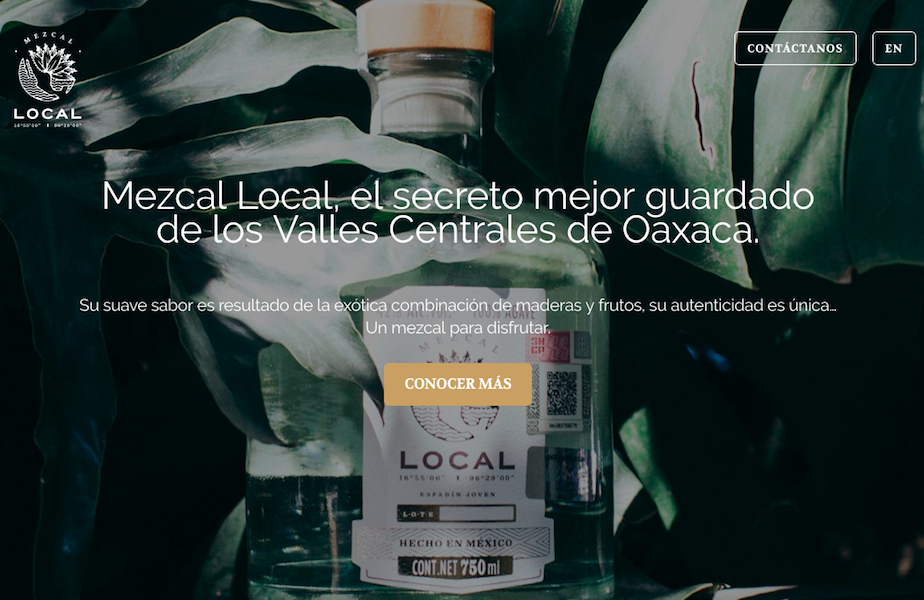 MEZCAL
LOCAL
16°55'00" | 96°29'00"
CONTÁCTANOS
EN
Mezcal Local, el secreto mejor guardado
de los Valles Centrales de Oaxaca.
Su suave sabor es resultado de la exótica combinación de maderas y frutos, su autenticidad es única...
Un mezcal para disfrutar.
100% AGAVE
MEZCAL
CONOCER MÁS
LOCAL
16°55'00" | 96°29'00"
ESPADÍN JOVEN
LOTE
HECHO EN MÉXICO
CONT.NET 750 ml